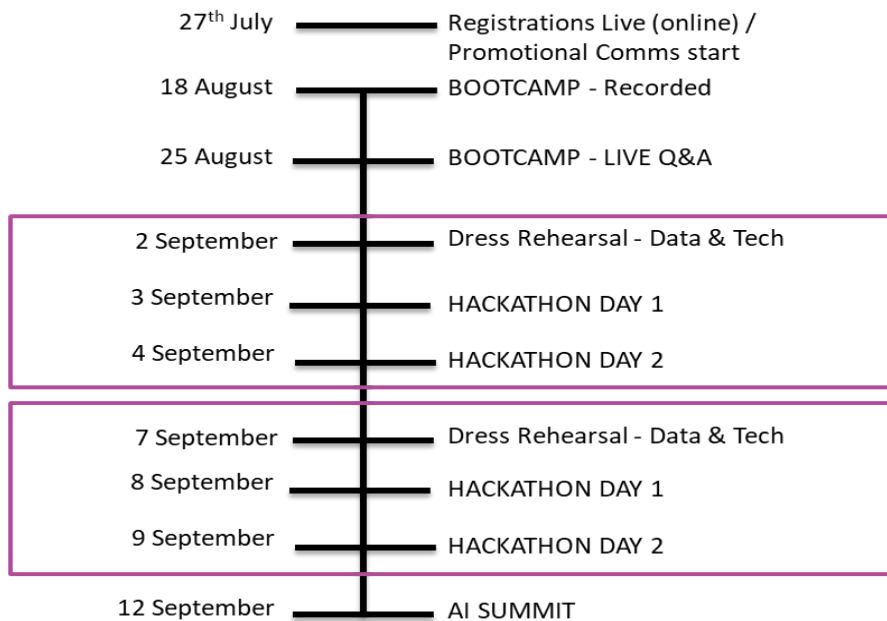 27th July
Registrations Live (online) /
Promotional Comms start
18 August
BOOTCAMP - Recorded
25 August
BOOTCAMP - LIVE Q&A
2 September
Dress Rehearsal - Data & Tech
3 September
HACKATHON DAY 1
4 September
HACKATHON DAY 2
7 September
Dress Rehearsal - Data & Tech
8 September
HACKATHON DAY 1
9 September
HACKATHON DAY 2
12 September
AI SUMMIT